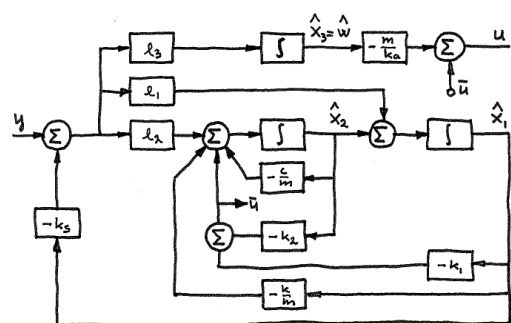 x̂₃=ŵ
u
ℓ₃
∫
-m/kₐ
Σ
ℓ₁
ū
y
x̂₂
x̂₁
Σ
ℓ₂
Σ
∫
Σ
∫
-c/m
ū
-kₛ
Σ
-k₂
-k₁
-k/m